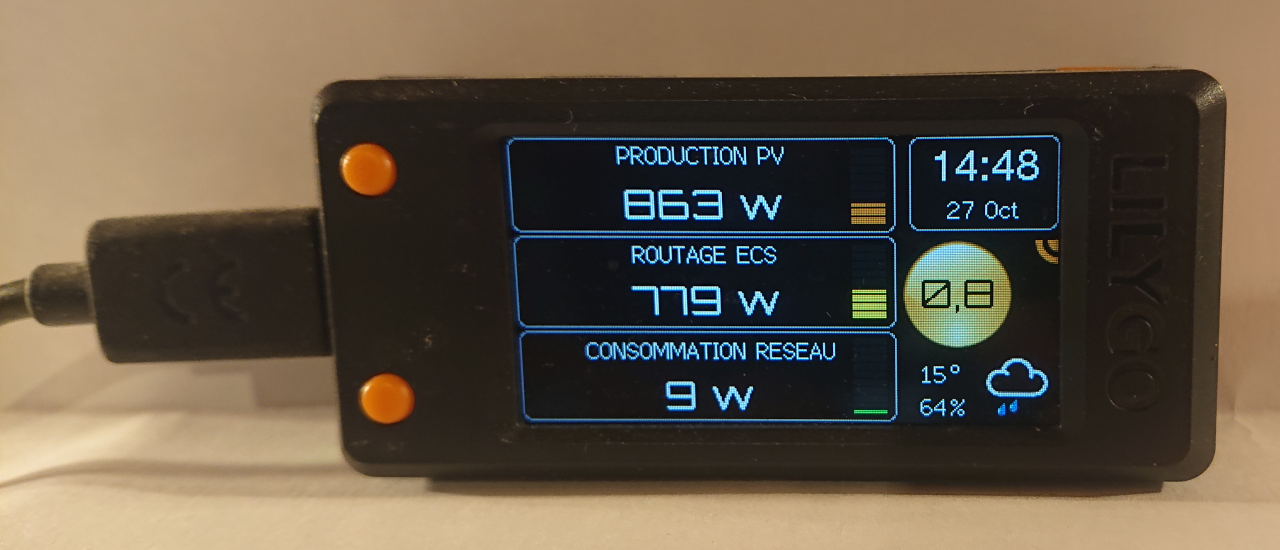 PRODUCTION PV
863 W
ROUTAGE ECS
779 W
CONSOMMATION RESEAU
9 W
14:48
27 Oct
0,8
15°
64%
LILYGO